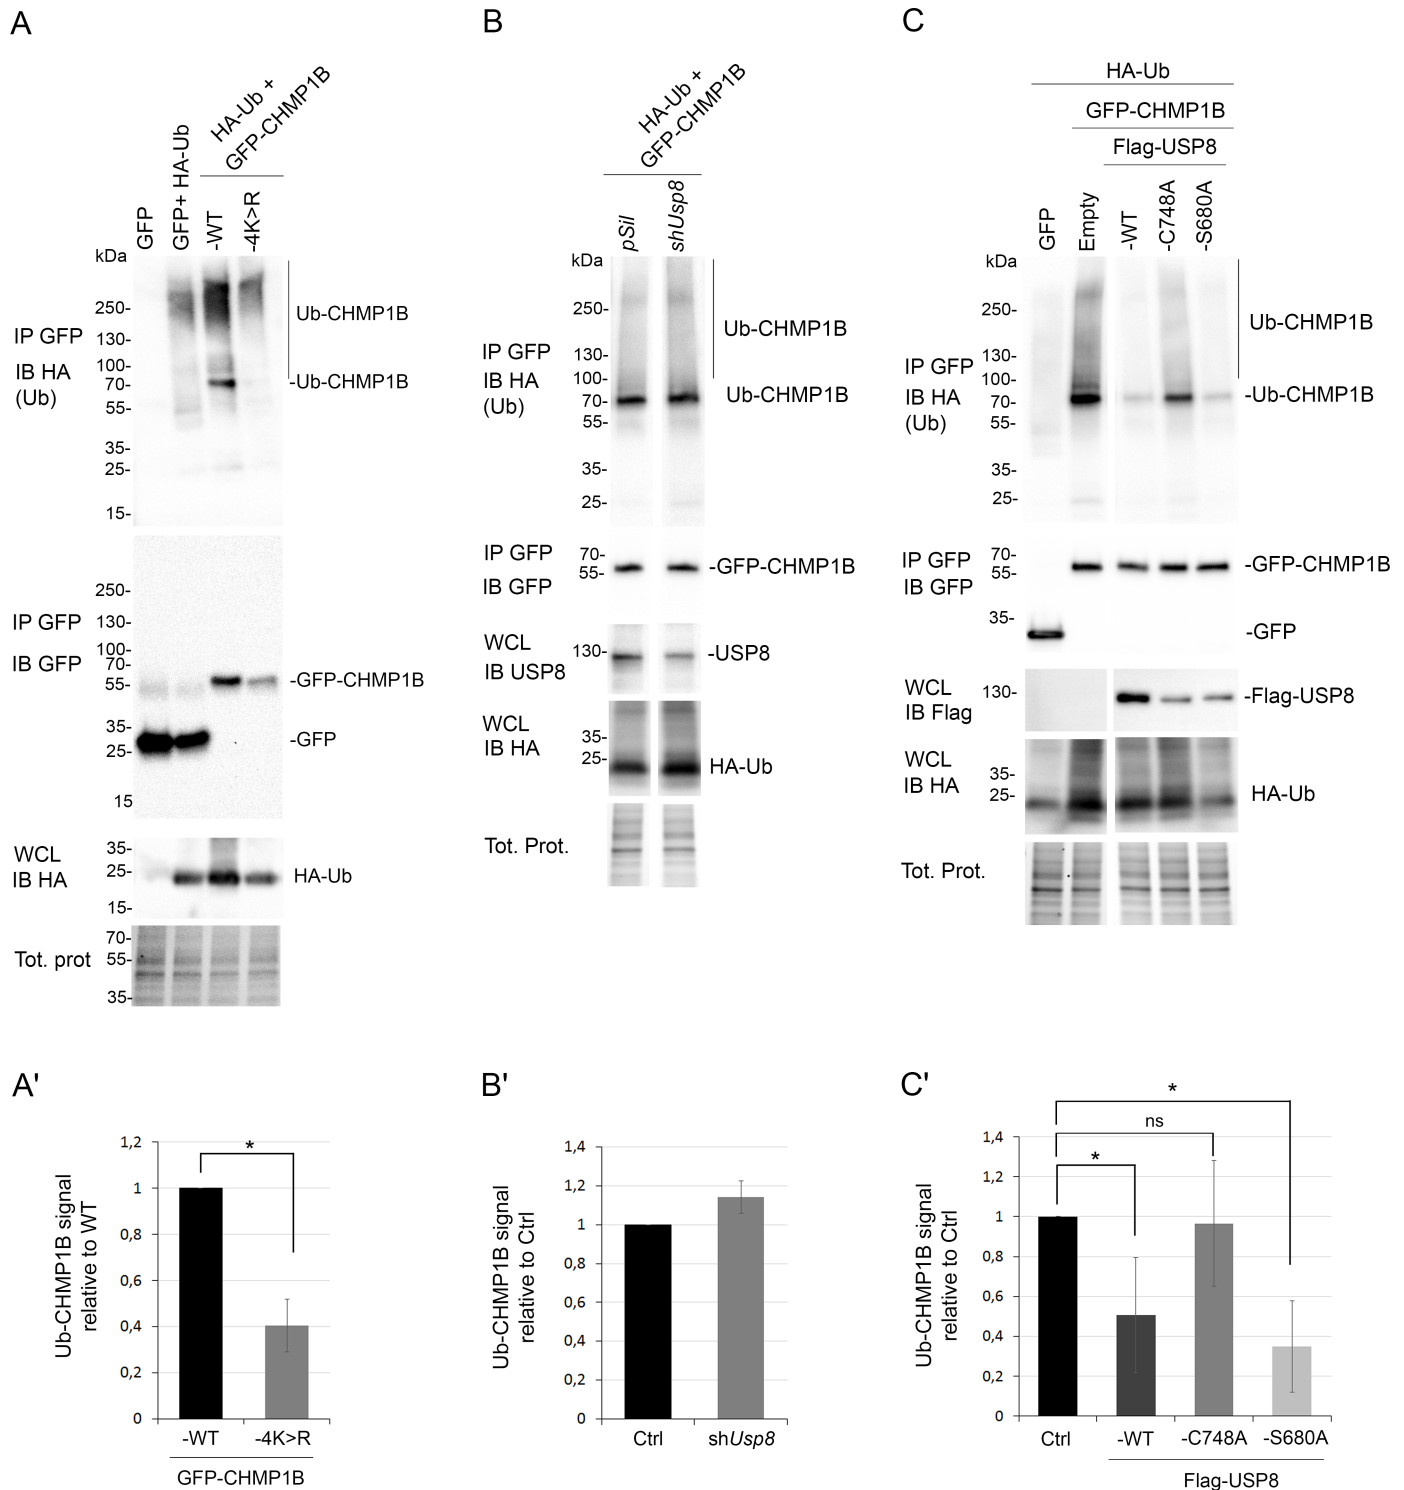 A
HA-Ub +
GFP-CHMP1B
GFP
GFP+ HA-Ub
-WT
-4K>R
kDa
250-
130-
100-
70-
55-
35-
25-
15-
IP GFP
IB HA
(Ub)
Ub-CHMP1B
-Ub-CHMP1B
250-
130-
100-
70-
55-
35-
25-
15
IP GFP
IB GFP
-GFP-CHMP1B
-GFP
WCL
IB HA
35-
25-
15-
HA-Ub
Tot. prot
70-
55-
35-
B
HA-Ub +
GFP-CHMP1B
pSil
shUsp8
kDa
250-
130-
100-
70-
55-
35-
25-
IP GFP
IB HA
(Ub)
Ub-CHMP1B
Ub-CHMP1B
IP GFP
IB GFP
70-
55-
-GFP-CHMP1B
WCL
IB USP8
130-
-USP8
WCL
IB HA
35-
25-
HA-Ub
Tot. Prot.
C
HA-Ub
GFP-CHMP1B
Flag-USP8
GFP
Empty
-WT
-C748A
-S680A
kDa
250-
130-
100-
70-
55-
35-
25-
IP GFP
IB HA
(Ub)
Ub-CHMP1B
-Ub-CHMP1B
IP GFP
IB GFP
70-
55-
35-
-GFP-CHMP1B
-GFP
WCL
IB Flag
130-
-Flag-USP8
WCL
IB HA
35-
25-
HA-Ub
Tot. Prot.
A'
Ub-CHMP1B signal
relative to WT
1,2
1
0,8
0,6
0,4
0,2
0
*
-WT
-4K>R
GFP-CHMP1B
B'
Ub-CHMP1B signal
relative to Ctrl
1,4
1,2
1
0,8
0,6
0,4
0,2
0
Ctrl
shUsp8
C'
Ub-CHMP1B signal
relative to Ctrl
1,4
1,2
1
0,8
0,6
0,4
0,2
0
*
ns
*
Ctrl
-WT
-C748A
-S680A
Flag-USP8